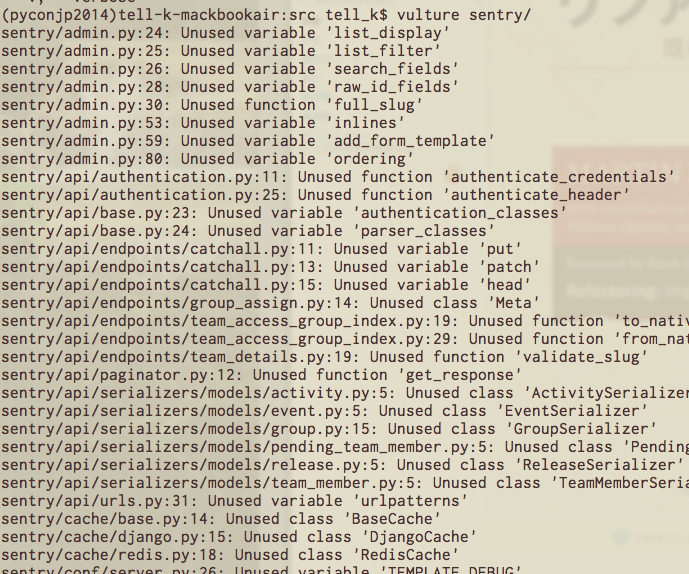 (pyconjp2014)tell-k-mackbookair:src tell_k$ vulture sentry/
sentry/admin.py:24: Unused variable 'list_display'
sentry/admin.py:25: Unused variable 'list_filter'
sentry/admin.py:26: Unused variable 'search_fields'
sentry/admin.py:28: Unused variable 'raw_id_fields'
sentry/admin.py:30: Unused function 'full_slug'
sentry/admin.py:53: Unused variable 'inlines'
sentry/admin.py:59: Unused variable 'add_form_template'
sentry/admin.py:80: Unused variable 'ordering'
sentry/api/authentication.py:11: Unused function 'authenticate_credentials'
sentry/api/authentication.py:25: Unused function 'authenticate_header'
sentry/api/base.py:23: Unused variable 'authentication_classes'
sentry/api/base.py:24: Unused variable 'parser_classes'
sentry/api/endpoints/catchall.py:11: Unused variable 'put'
sentry/api/endpoints/catchall.py:13: Unused variable 'patch'
sentry/api/endpoints/catchall.py:15: Unused variable 'head'
sentry/api/endpoints/group_assign.py:14: Unused class 'Meta'
sentry/api/endpoints/team_access_group_index.py:19: Unused function 'to_nativ
sentry/api/endpoints/team_access_group_index.py:29: Unused function 'from_nat
sentry/api/endpoints/team_details.py:19: Unused function 'validate_slug'
sentry/api/paginator.py:12: Unused function 'get_response'
sentry/api/serializers/models/activity.py:5: Unused class 'ActivitySerializer
sentry/api/serializers/models/event.py:5: Unused class 'EventSerializer'
sentry/api/serializers/models/group.py:15: Unused class 'GroupSerializer'
sentry/api/serializers/models/pending_team_member.py:5: Unused class 'Pending
sentry/api/serializers/models/release.py:5: Unused class 'ReleaseSerializer'
sentry/api/serializers/models/team_member.py:5: Unused class 'TeamMemberSeria
sentry/api/urls.py:31: Unused variable 'urlpatterns'
sentry/cache/base.py:14: Unused class 'BaseCache'
sentry/cache/django.py:15: Unused class 'DjangoCache'
sentry/cache/redis.py:18: Unused class 'RedisCache'
sentry/conf/server.py:26: Unused variable 'TEMPLATE_DEBUG'